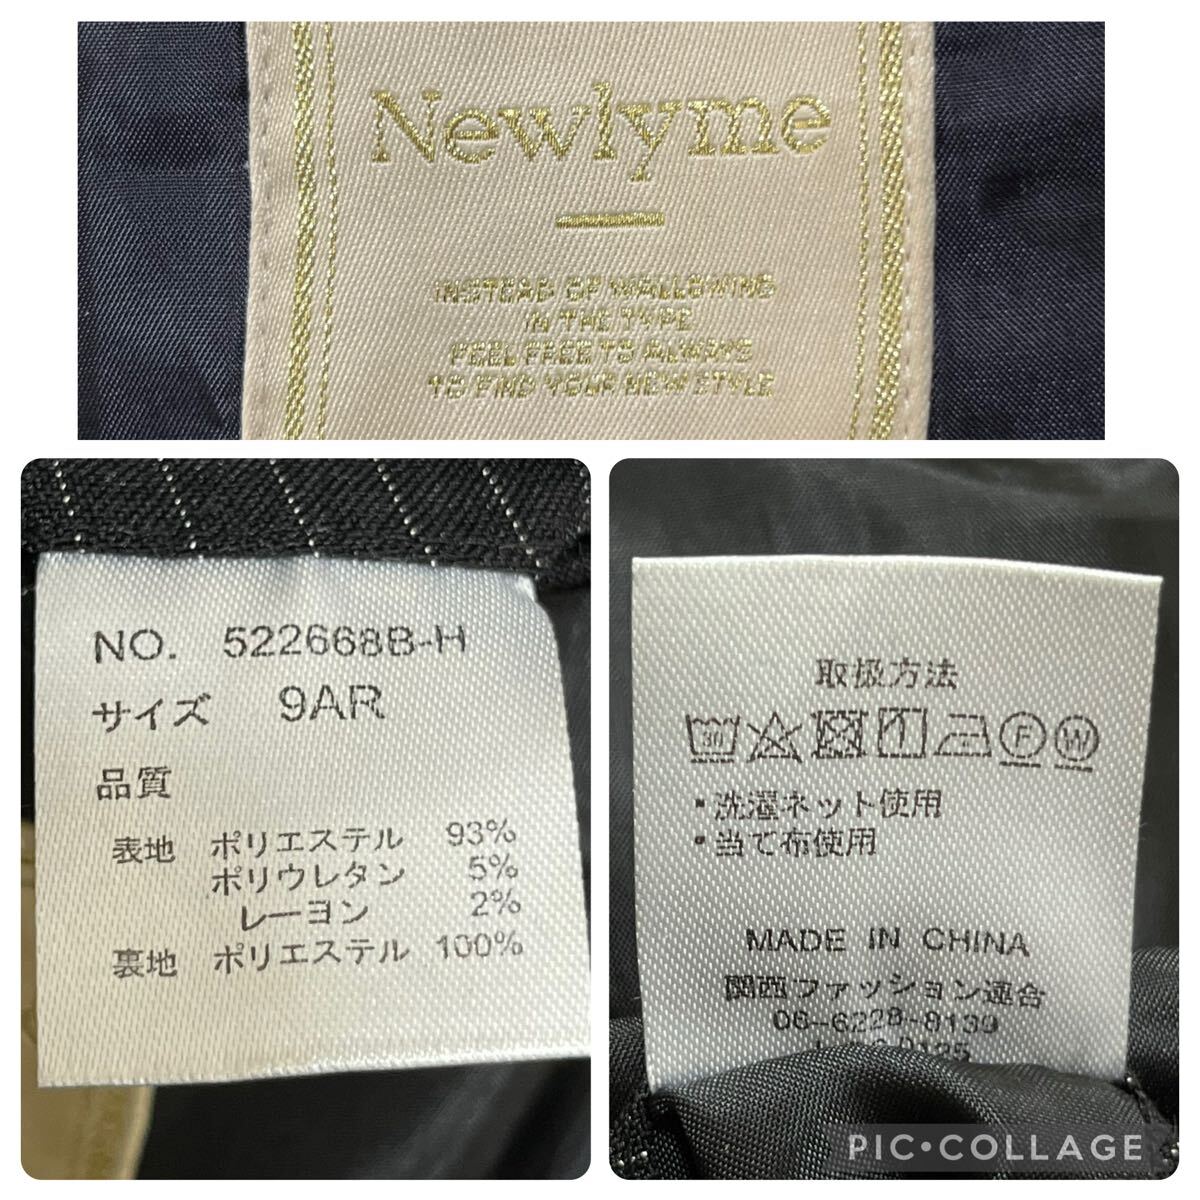 Newlyme
INSTEAD OF WALLOWING
IN THE TYPE
FEEL FREE TO ALWAYS
TO FIND YOUR NEW STYLE
NO. 522668B-H
サイズ 9AR
品質
表地 ポリエステル 93%
ポリウレタン 5%
レーヨン 2%
裏地 ポリエステル 100%
取扱方法
30 F W
・洗濯ネット使用
・当て布使用
MADE IN CHINA
関西ファッション連合
06-6228-8139
PIC•COLLAGE